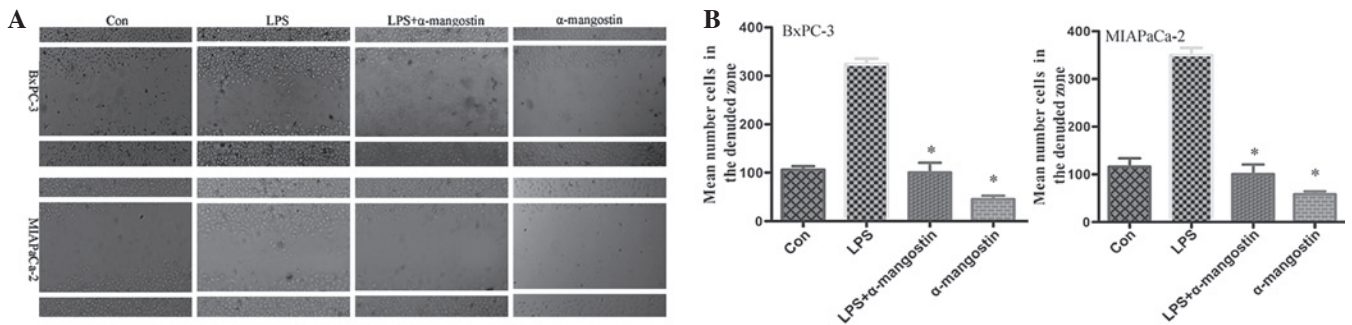 A
Con
LPS
LPS+α-mangostin
α-mangostin
BxPC-3
MIAPaCa-2
B
BxPC-3
Mean number cells in
the denuded zone
400
300
200
100
0
Con
LPS
LPS+α-mangostin
α-mangostin
*
*
MIAPaCa-2
Mean number cells in
the denuded zone
400
300
200
100
0
Con
LPS
LPS+α-mangostin
α-mangostin
*
*